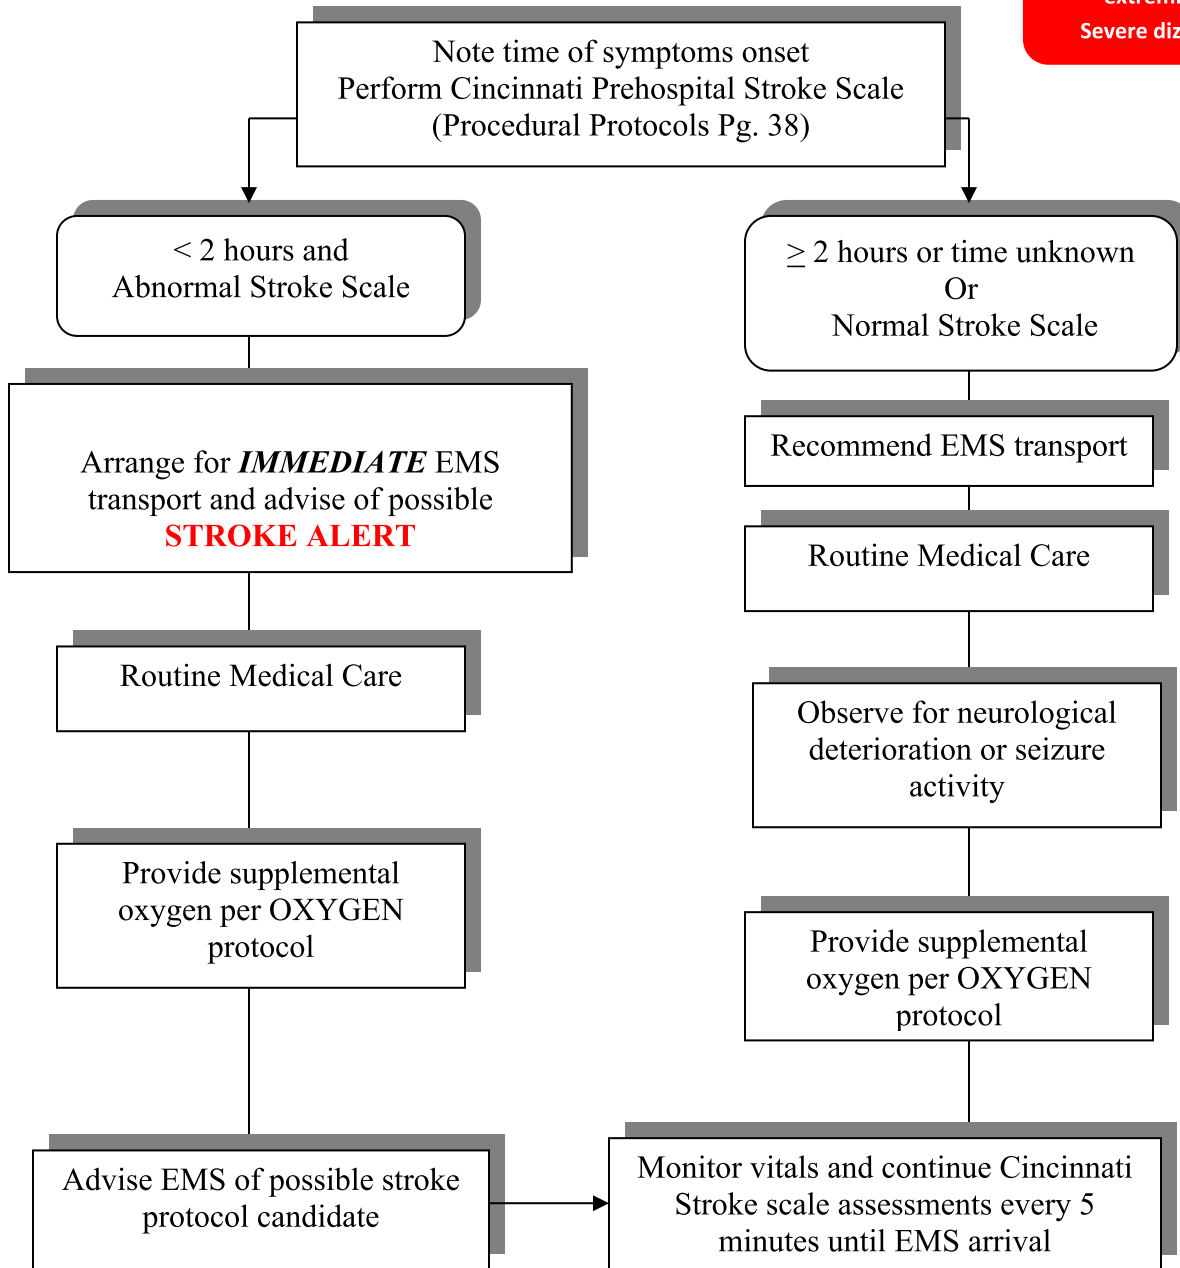 Severe
Note time of symptoms onset
Perform Cincinnati Prehospital Stroke Scale
(Procedural Protocols Pg. 38)
< 2 hours and
Abnormal Stroke Scale
≥ 2 hours or time unknown
Or
Normal Stroke Scale
Arrange for IMMEDIATE EMS
transport and advise of possible
STROKE ALERT
Recommend EMS transport
Routine Medical Care
Routine Medical Care
Observe for neurological
deterioration or seizure
activity
Provide supplemental
oxygen per OXYGEN
protocol
Provide supplemental
oxygen per OXYGEN
protocol
Advise EMS of possible stroke
protocol candidate
Monitor vitals and continue Cincinnati
Stroke scale assessments every 5
minutes until EMS arrival